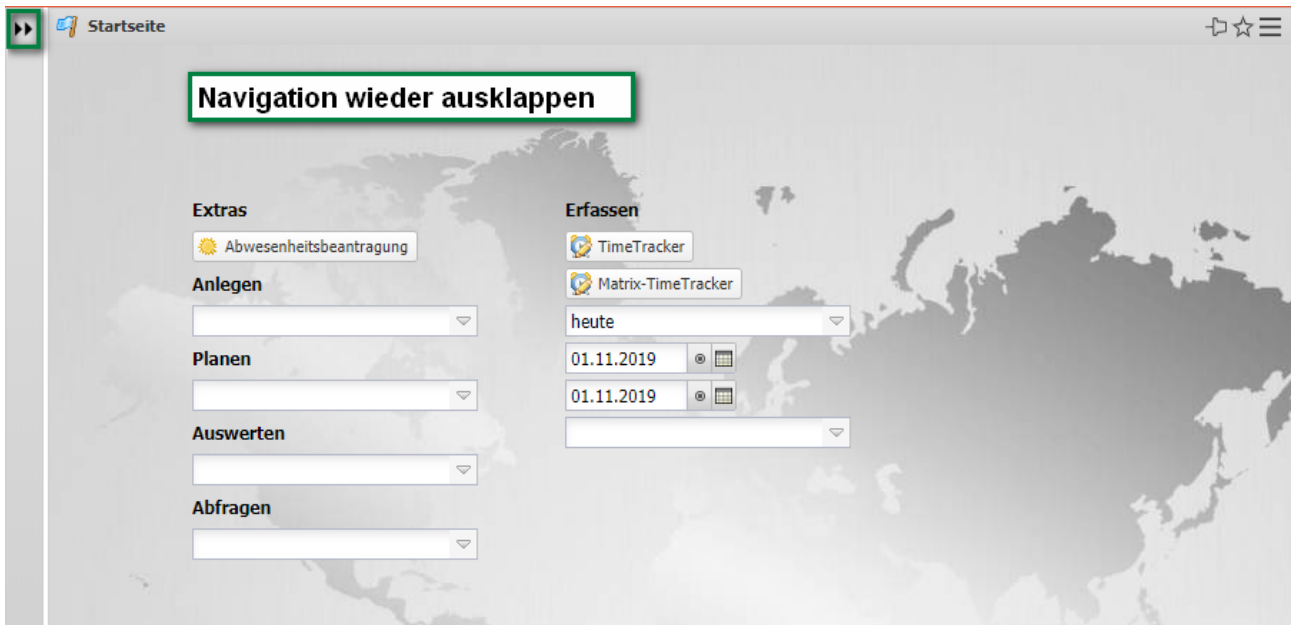 Startseite
Navigation wieder ausklappen
Extras
Abwesenheitsbeantragung
Anlegen
Planen
Auswerten
Abfragen
Erfassen
TimeTracker
Matrix-TimeTracker
heute
01.11.2019
01.11.2019